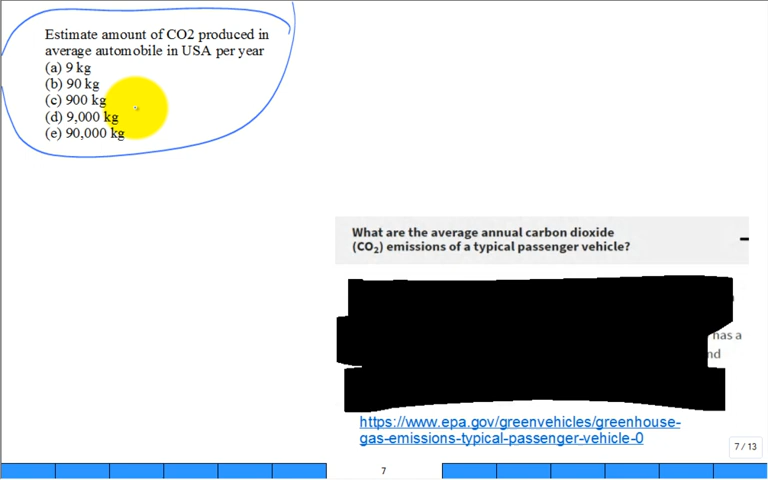 Estimate amount of CO2 produced in
average automobile in USA per year
(a) 9 kg
(b) 90 kg
(c) 900 kg
(d) 9,000 kg
(e) 90,000 kg
What are the average annual carbon dioxide
(CO₂) emissions of a typical passenger vehicle?
has a
https://www.epa.gov/greenvehicles/greenhouse-
gas-emissions-typical-passenger-vehicle-0
7 / 13
7